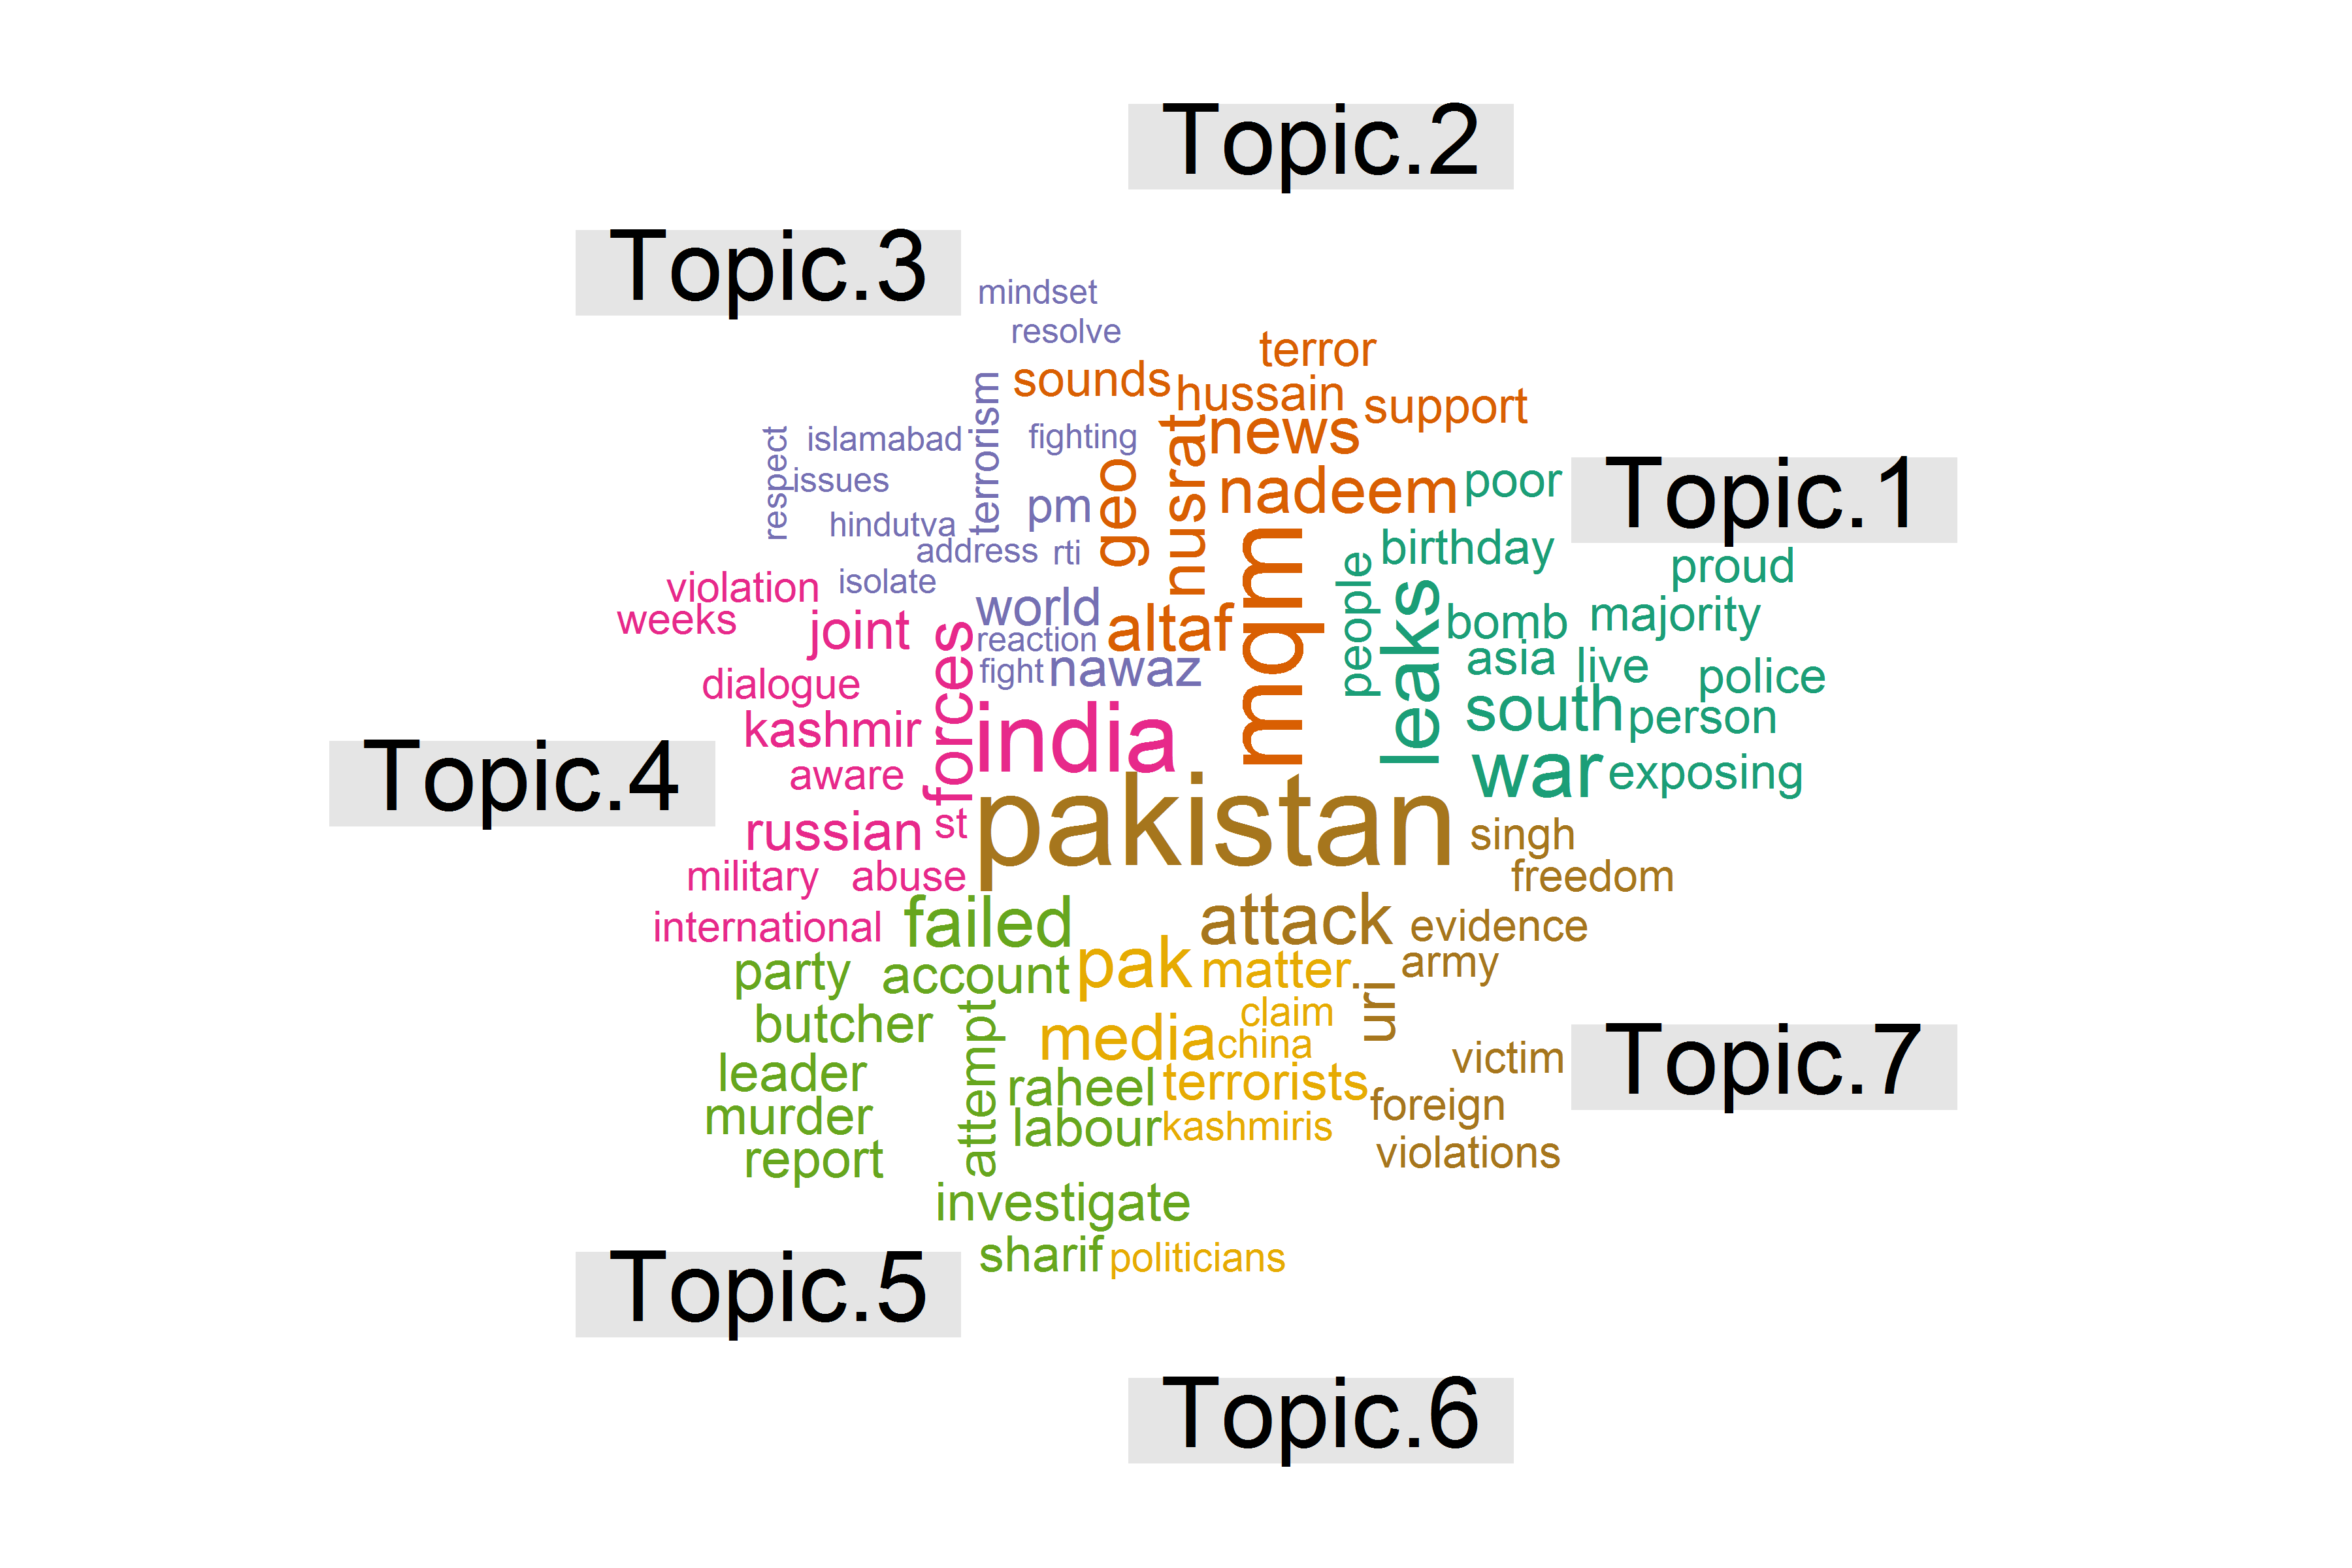 Topic.2
Topic.3
mindset
resolve
terror
sounds
hussain
support
terrorism
respect
islamabad
fighting
nusrat
news
issues
pm
geo
nadeem
poor
Topic.1
hindutva
address
rti
mqm
people
birthday
proud
violation
isolate
weeks
joint
forces
world
reaction
altaf
leaks
bomb
majority
fight
nawaz
asia
live
police
dialogue
kashmir
india
south
person
Topic.4
aware
war
exposing
russian
st
pakistan
singh
military
abuse
freedom
international
failed
attack
evidence
party
account
pak
matter
army
butcher
attempt
claim
uri
media
china
leader
raheel
terrorists
victim
Topic.7
murder
labour
kashmiris
foreign
report
violations
investigate
sharif
politicians
Topic.5
Topic.6